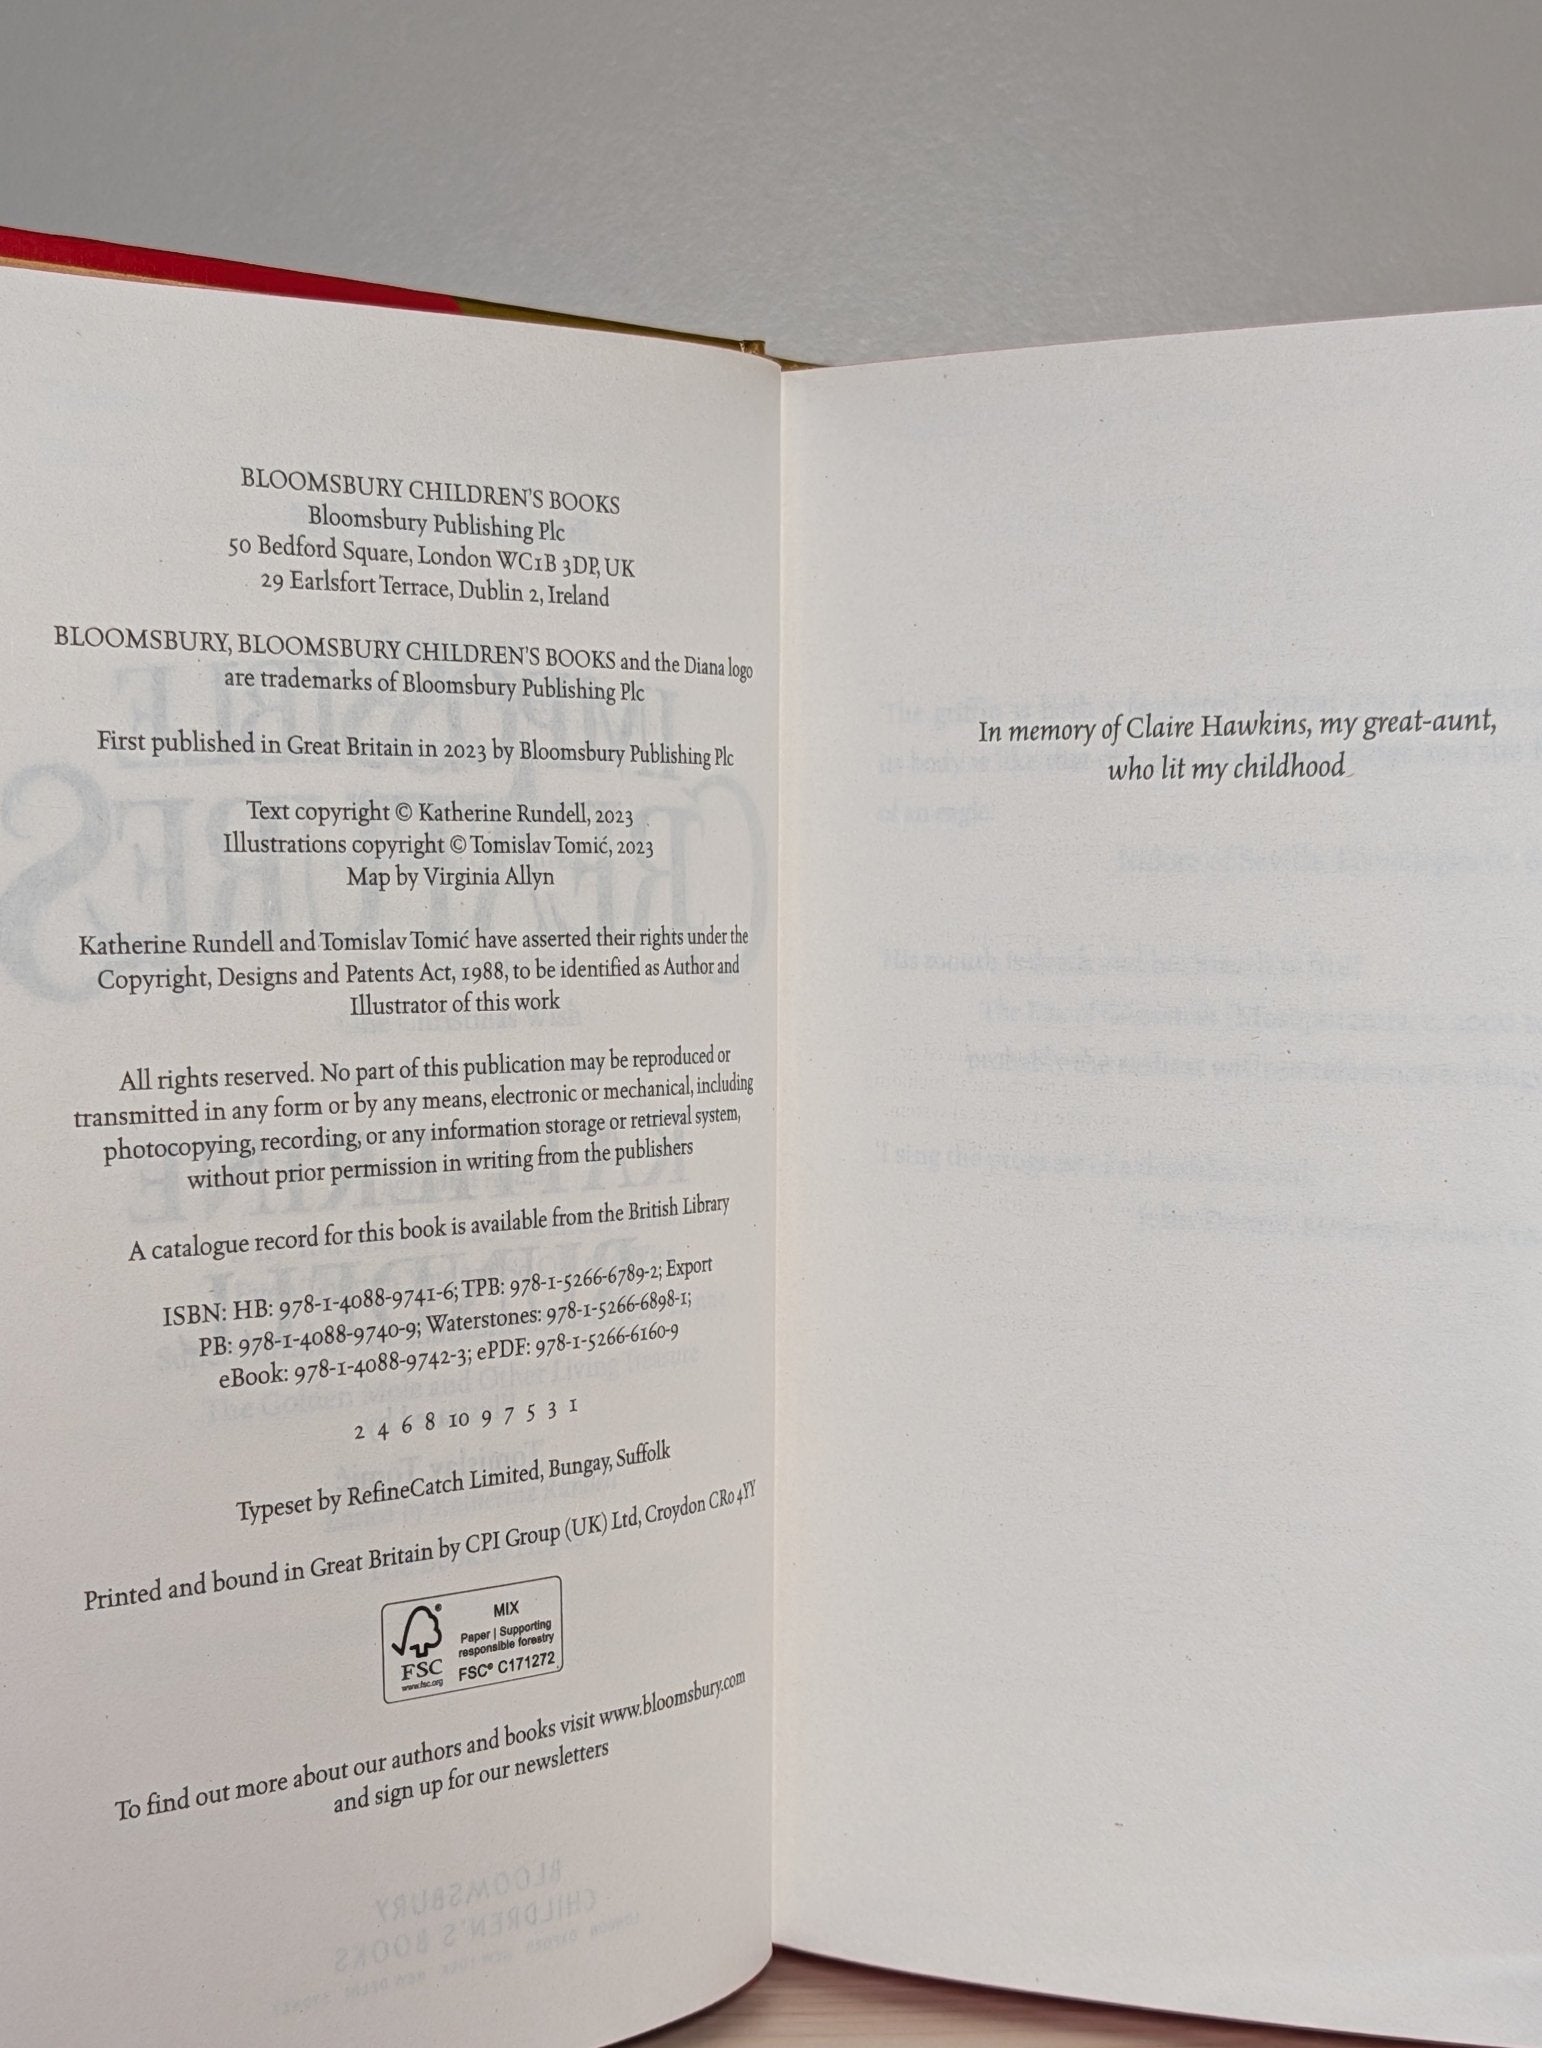 BLOOMSBURY CHILDREN'S BOOKS
Bloomsbury Publishing Plc
50 Bedford Square, London WC1B 3DP, UK
29 Earlsfort Terrace, Dublin 2, Ireland
BLOOMSBURY, BLOOMSBURY CHILDREN'S BOOKS and the Diana logo
are trademarks of Bloomsbury Publishing Plc
First published in Great Britain in 2023 by Bloomsbury Publishing Plc
Text copyright © Katherine Rundell, 2023
Illustrations copyright © Tomislav Tomić, 2023
Map by Virginia Allyn
Katherine Rundell and Tomislav Tomić have asserted their rights under the
Copyright, Designs and Patents Act, 1988, to be identified as Author and
Illustrator of this work
All rights reserved. No part of this publication may be reproduced or
transmitted in any form or by any means, electronic or mechanical, including
photocopying, recording, or any information storage or retrieval system,
without prior permission in writing from the publishers
A catalogue record for this book is available from the British Library
ISBN: HB: 978-1-4088-9741-6; TPB: 978-1-5266-6789-2; Export
PB: 978-1-4088-9740-9; Waterstones: 978-1-5266-6898-1;
eBook: 978-1-4088-9742-3; ePDF: 978-1-5266-6160-9
2 4 6 8 10 9 7 5 3 1
Typeset by RefineCatch Limited, Bungay, Suffolk
Printed and bound in Great Britain by CPI Group (UK) Ltd, Croydon CR0 4YY
FSC
www.fsc.org
MIX
Paper | Supporting
responsible forestry
FSC® C171272
To find out more about our authors and books visit www.bloomsbury.com
and sign up for our newsletters
In memory of Claire Hawkins, my great-aunt,
who lit my childhood